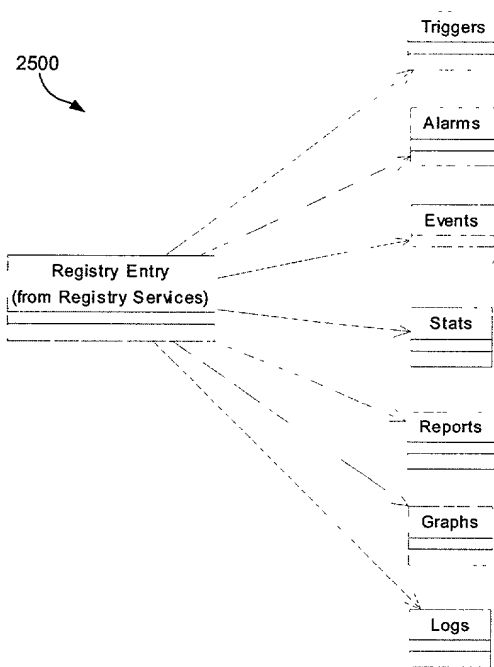 2500
Triggers
Alarms
Events
Registry Entry
(from Registry Services)
Stats
Reports
Graphs
Logs